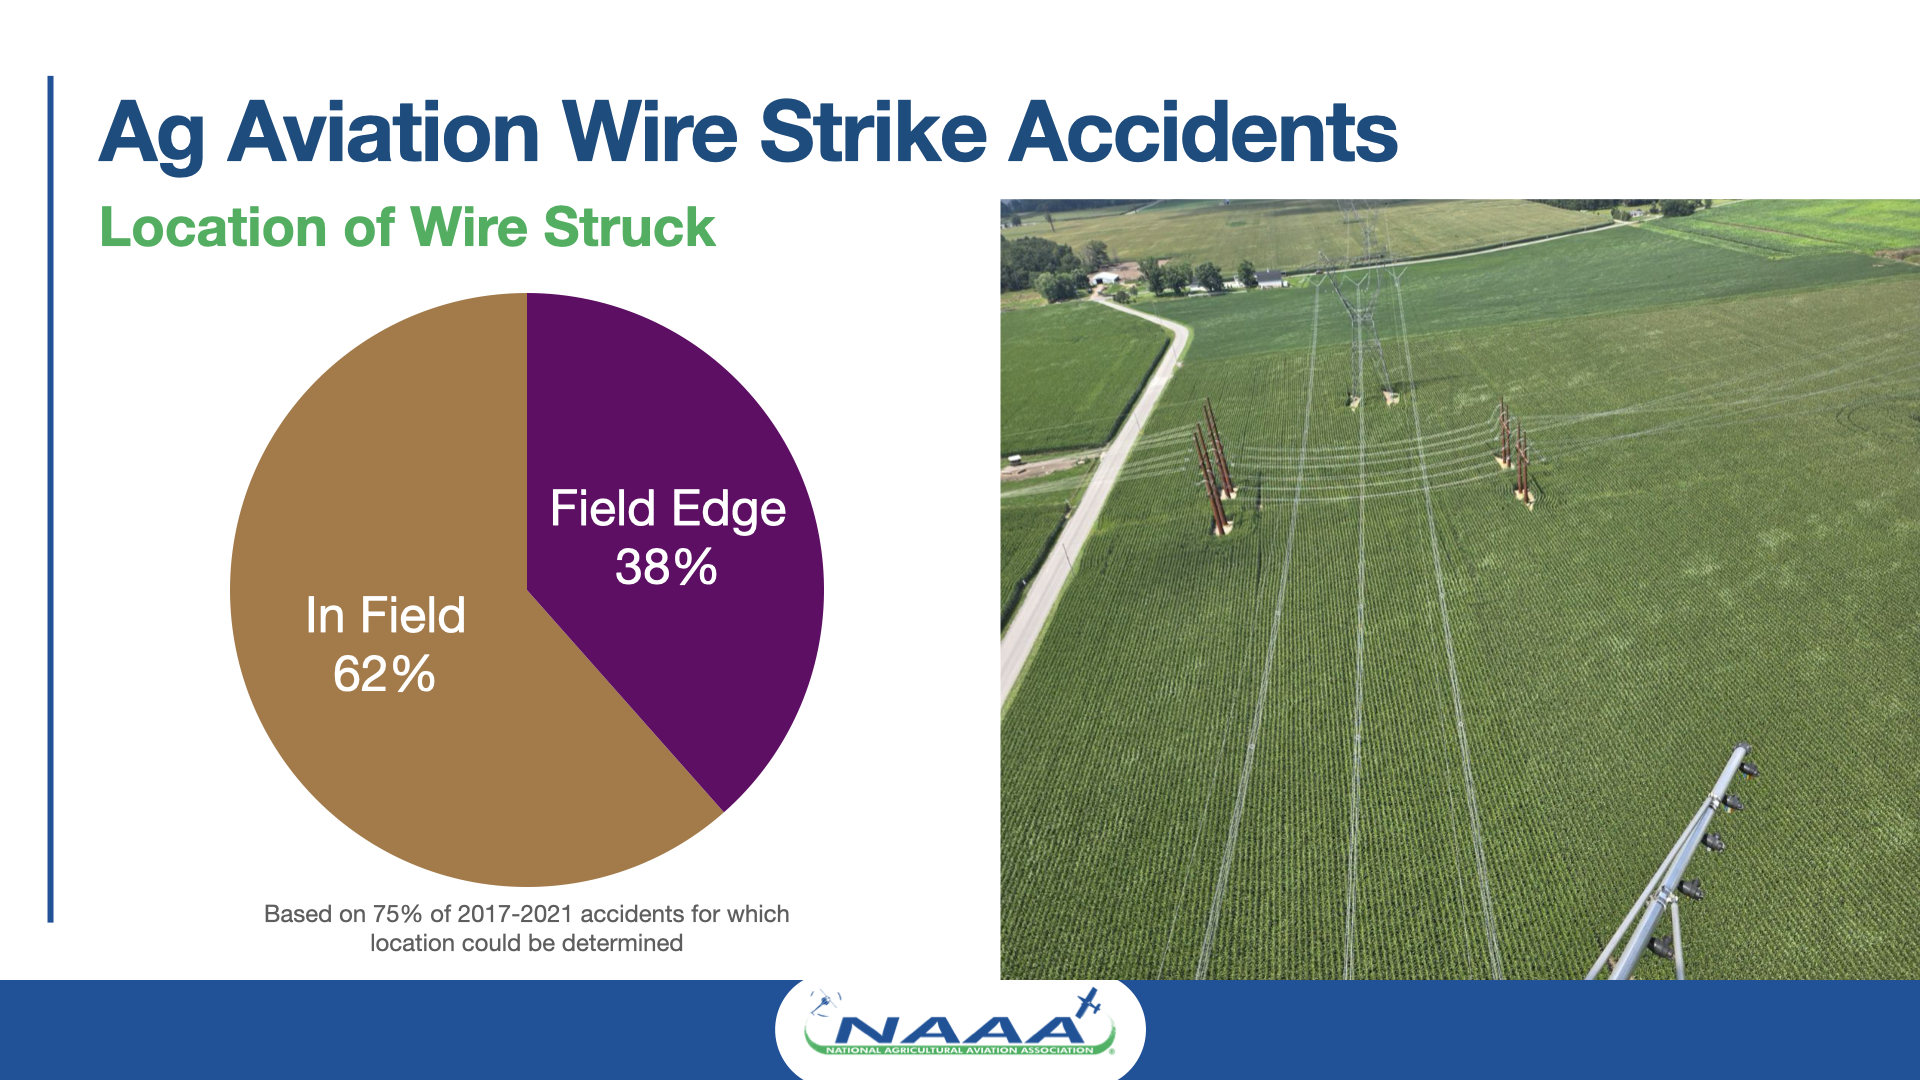 Ag Aviation Wire Strike Accidents
Location of Wire Struck
Field Edge
38%
In Field
62%
Based on 75% of 2017-2021 accidents for which
location could be determined
NAAA
NATIONAL AGRICULTURAL AVIATION ASSOCIATION